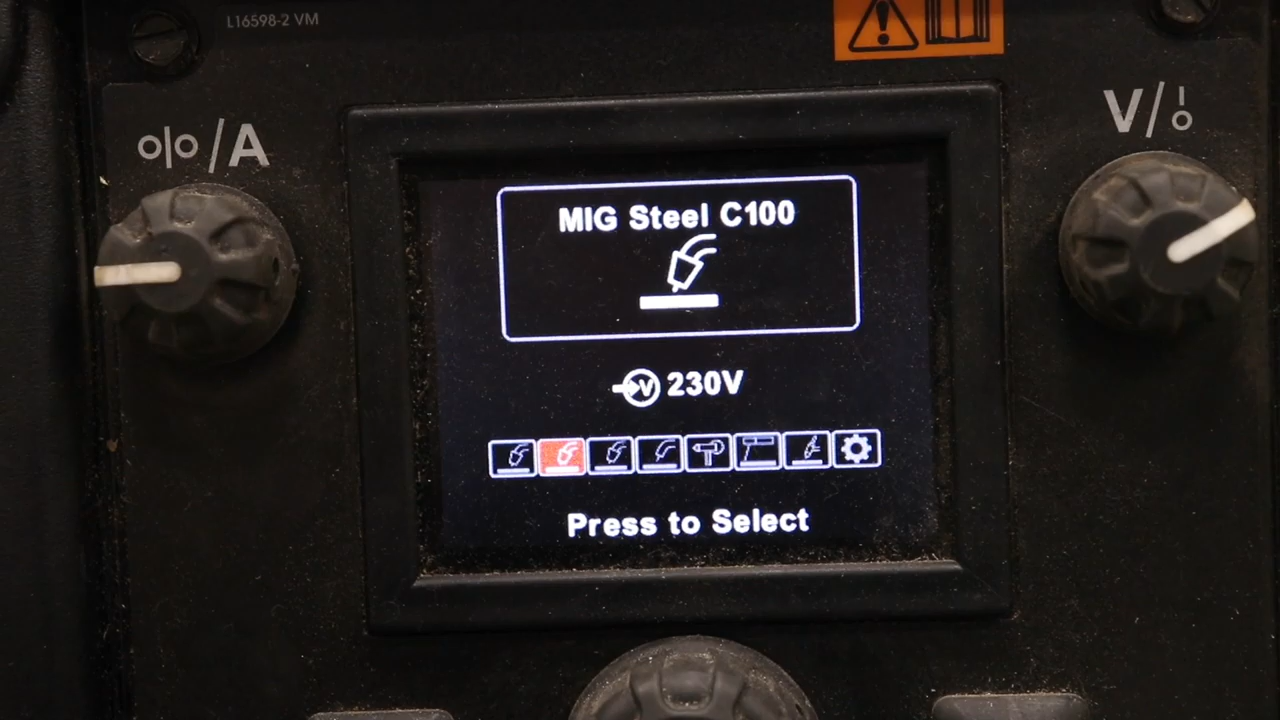 L16598-2 VM
/A
V/
MIG Steel C100
V 230V
Press to Select